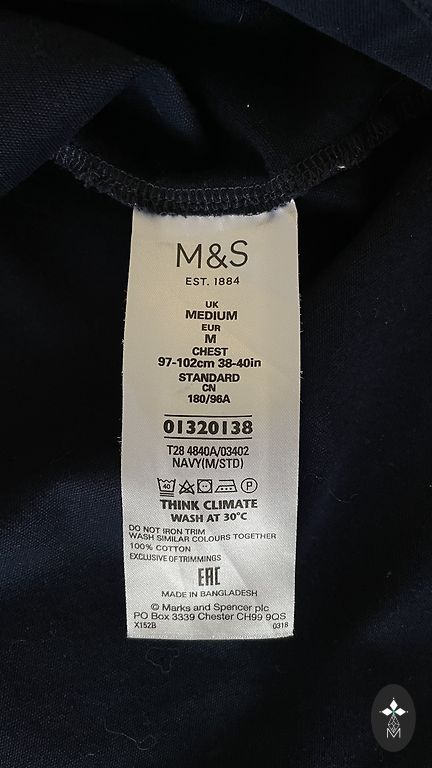 M&S
EST. 1884
UK
MEDIUM
EUR
M
CHEST
97-102cm 38-40in
STANDARD
CN
180/96A
01320138
T28 4840A/03402
NAVY(M/STD)
40 P
THINK CLIMATE
WASH AT 30°C
DO NOT IRON TRIM
WASH SIMILAR COLOURS TOGETHER
100% COTTON
EXCLUSIVE OF TRIMMINGS
EAC
MADE IN BANGLADESH
© Marks and Spencer plc
PO Box 3339 Chester CH99 9QS
X152B 0318
M